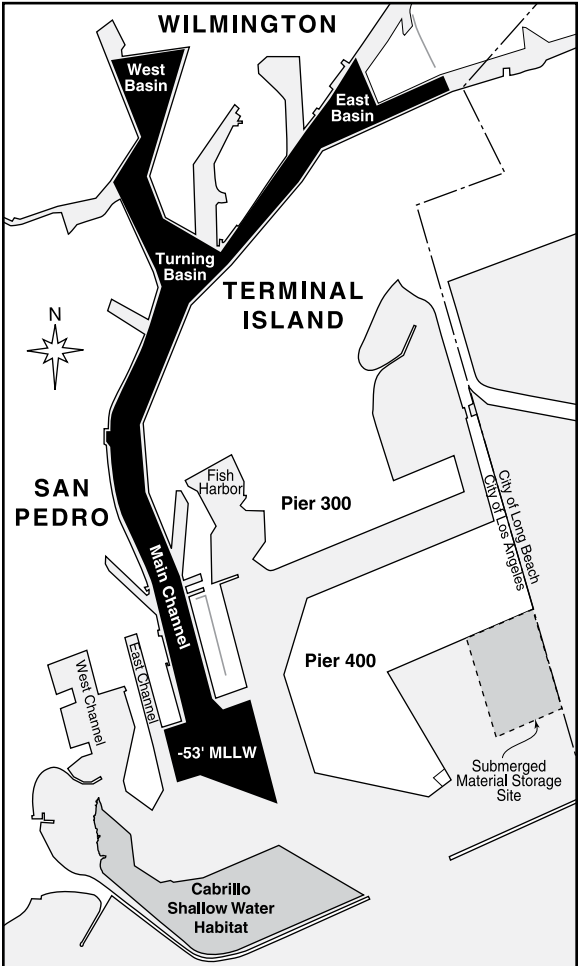 WILMINGTON
West
Basin
East
Basin
Turning
Basin
TERMINAL
ISLAND
N
SAN
PEDRO
Fish
Harbor
Pier 300
City of Long Beach
City of Los Angeles
Main Channel
Pier 400
West Channel
East Channel
-53' MLLW
Submerged
Material Storage
Site
Cabrillo
Shallow Water
Habitat